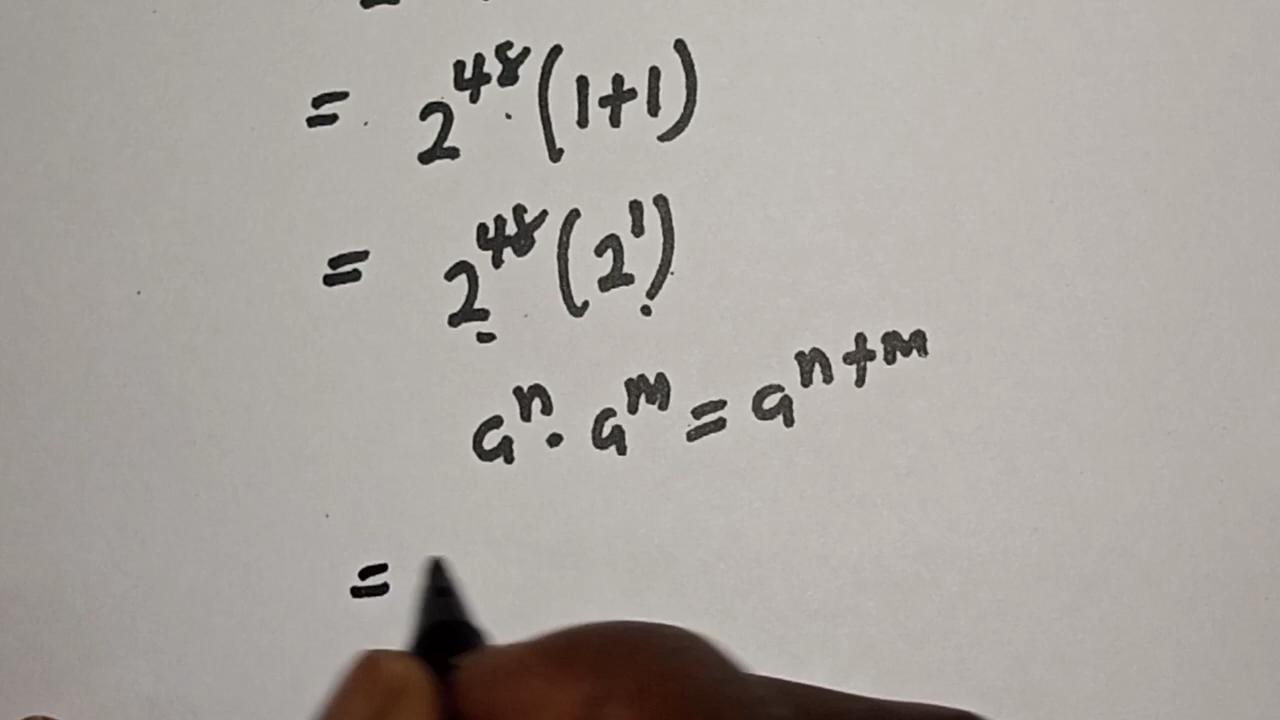 = 2^48 (1+1)
= 2^48 (2^1)
a^n · a^m = a^n+m
=